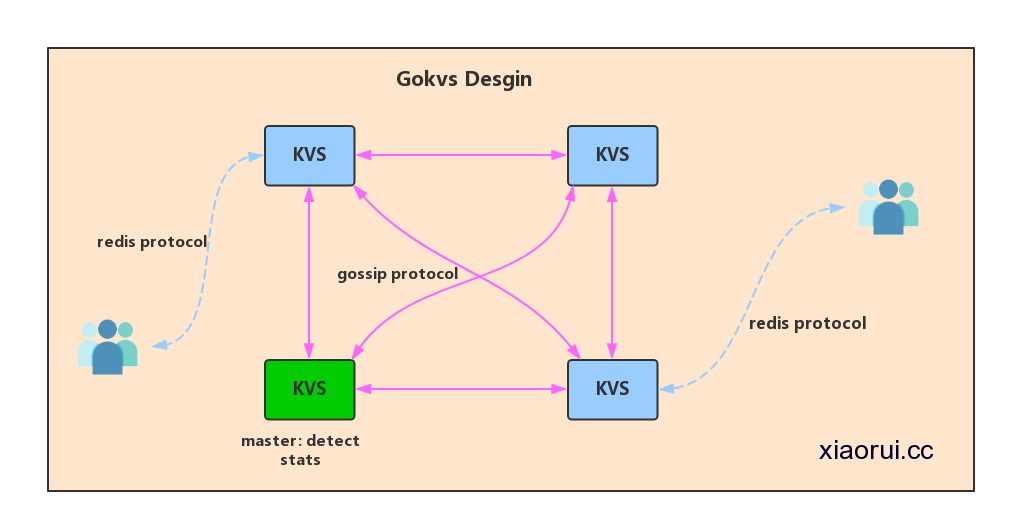 Gokvs Desgin
KVS
KVS
redis protocol
gossip protocol
redis protocol
KVS
KVS
master: detect
stats
xiaorui.cc